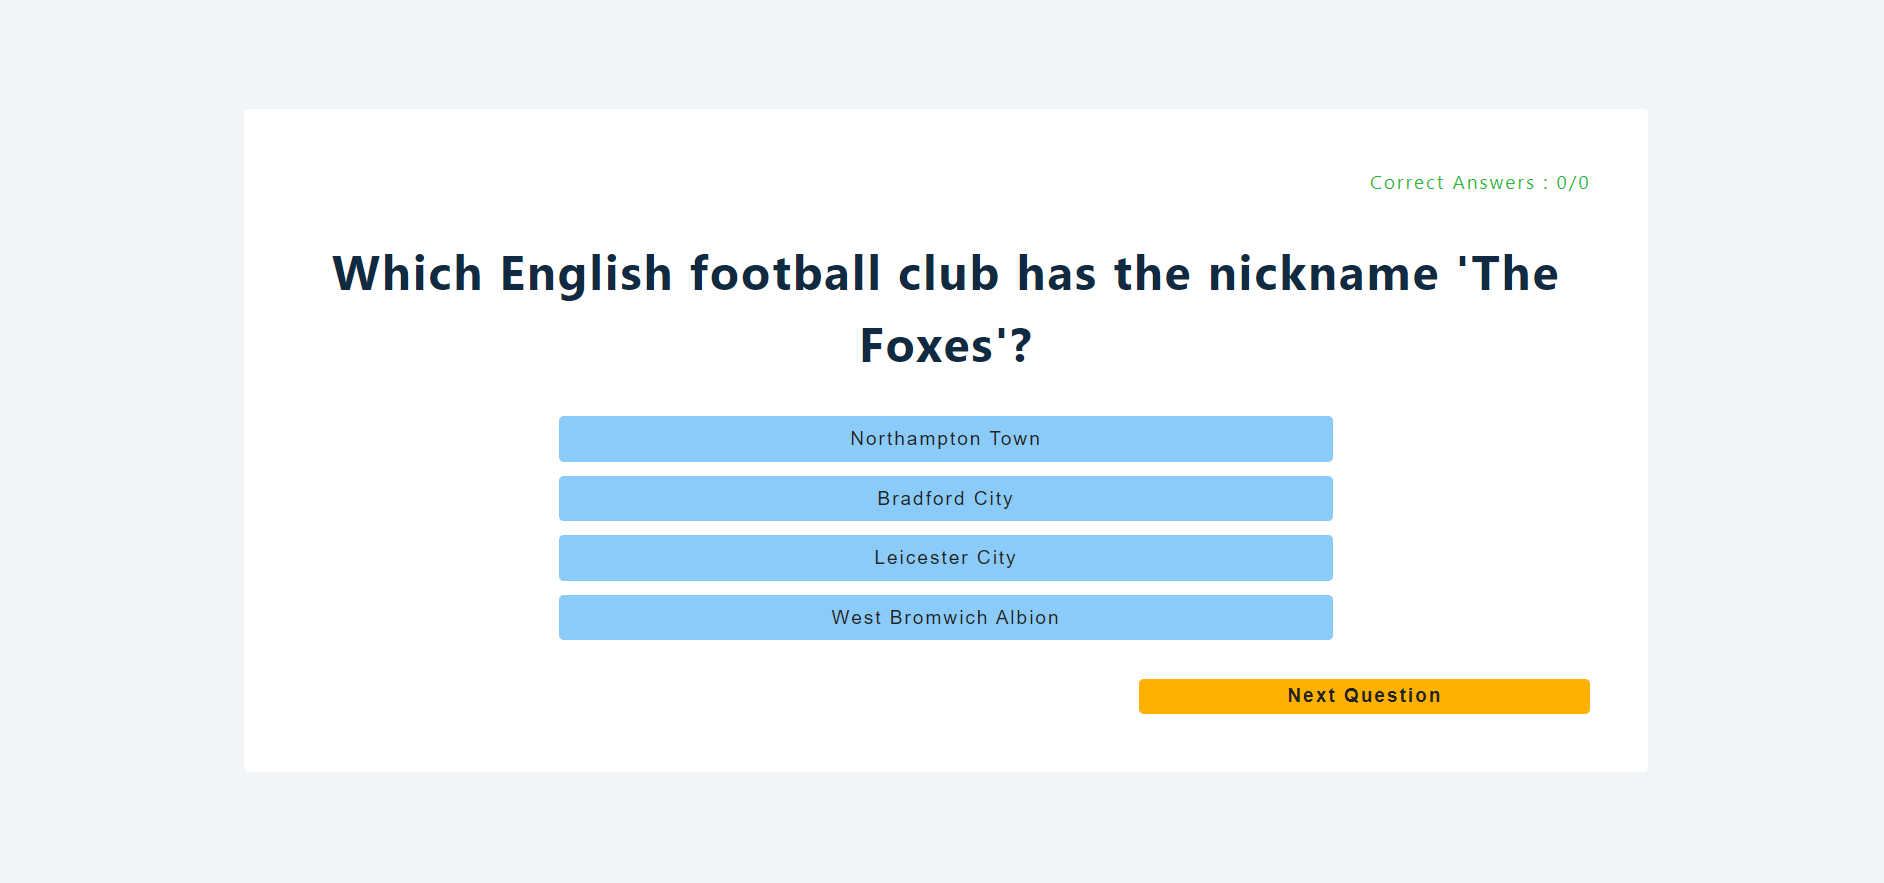 Correct Answers : 0/0
Which English football club has the nickname 'The
Foxes'?
Northampton Town
Bradford City
Leicester City
West Bromwich Albion
Next Question